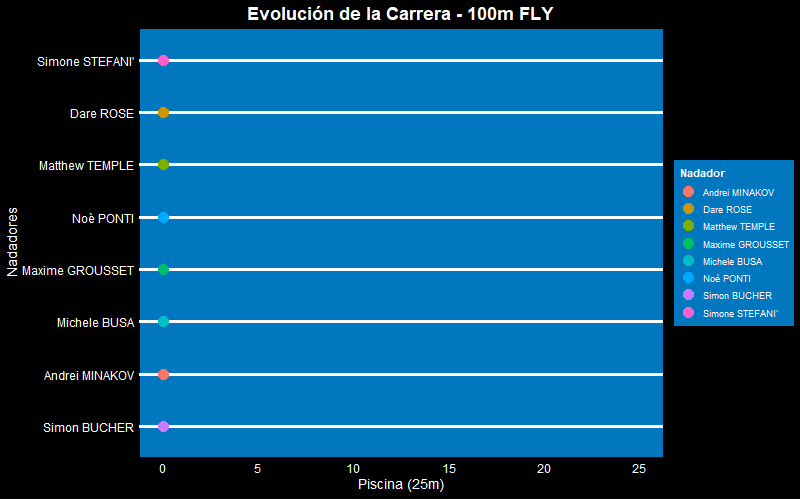 Evolución de la Carrera - 100m FLY
Nadadores
Simone STEFANI'
Dare ROSE
Matthew TEMPLE
Noè PONTI
Maxime GROUSSET
Michele BUSA
Andrei MINAKOV
Simon BUCHER
0 5 10 15 20 25
Piscina (25m)
Nadador
Andrei MINAKOV
Dare ROSE
Matthew TEMPLE
Maxime GROUSSET
Michele BUSA
Noè PONTI
Simon BUCHER
Simone STEFANI'